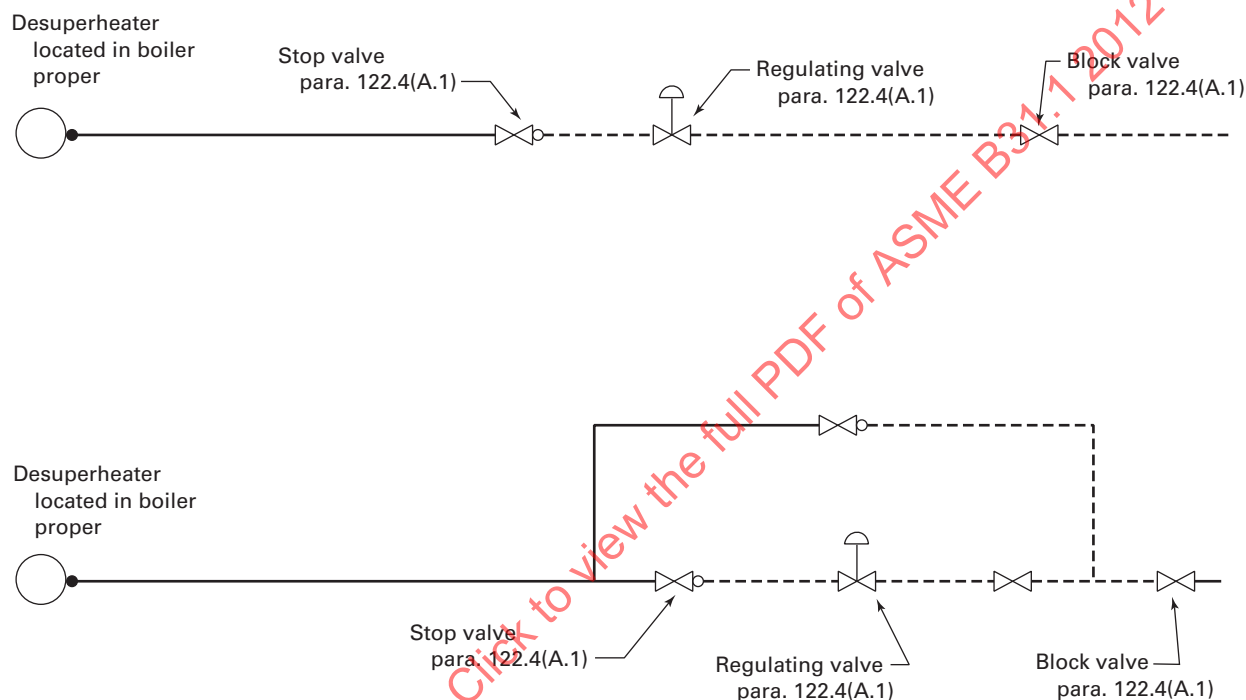 Desuperheater
located in boiler
proper
Stop valve
para. 122.4(A.1)
Regulating valve
para. 122.4(A.1)
Block valve
para. 122.4(A.1)
Desuperheater
located in boiler
proper
Stop valve
para. 122.4(A.1)
Regulating valve
para. 122.4(A.1)
Block valve
para. 122.4(A.1)
Click to view the full PDF of ASME B31.1 2012